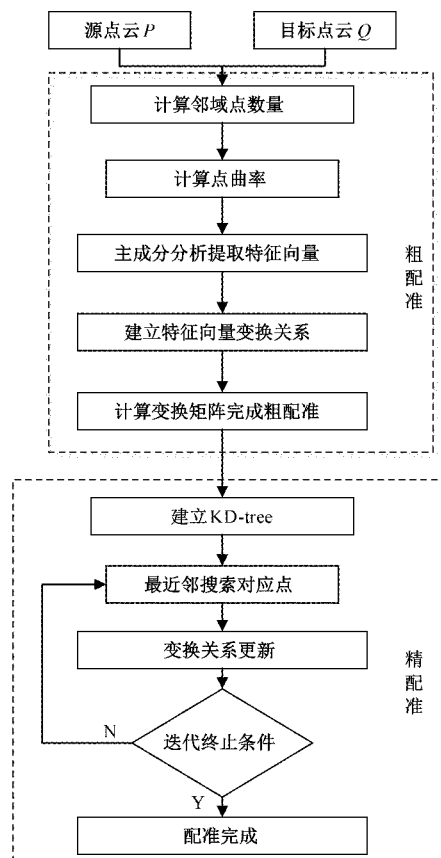 源点云P
目标点云Q
计算邻域点数量
计算点曲率
主成分分析提取特征向量
建立特征向量变换关系
计算变换矩阵完成粗配准
粗配准
建立KD-tree
最近邻搜索对应点
变换关系更新
迭代终止条件
N
Y
配准完成
精配准